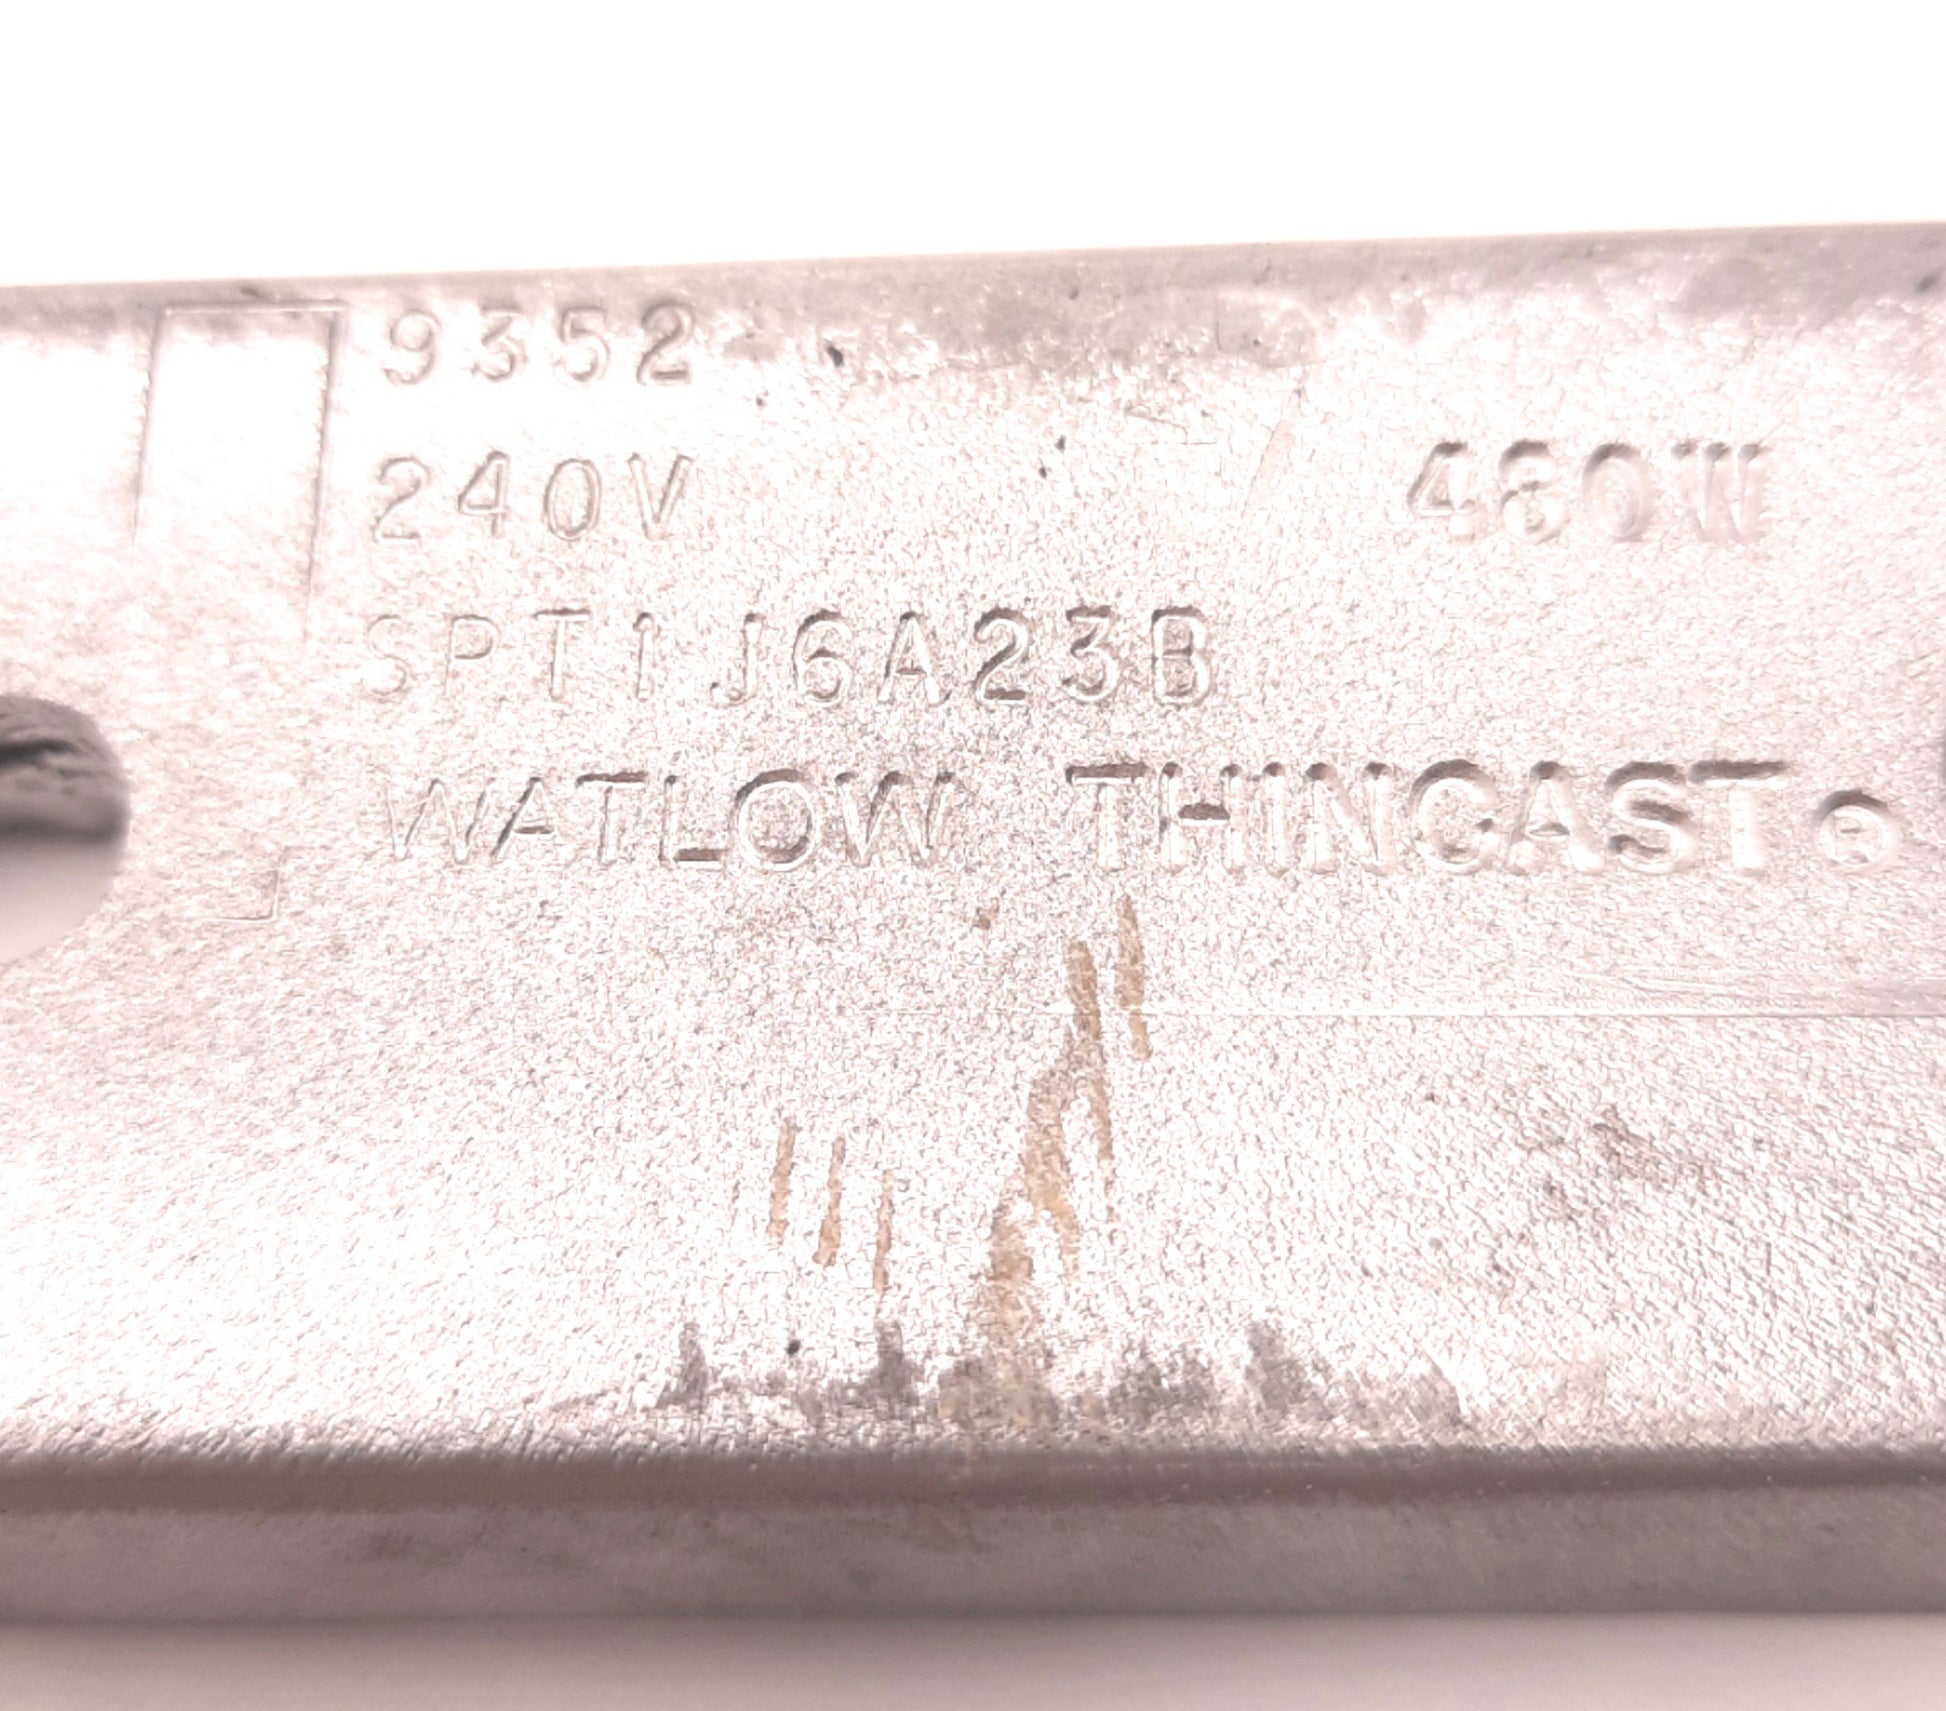 9352
240V 480W
SPT1J6A23B
WATLOW THINCAST®